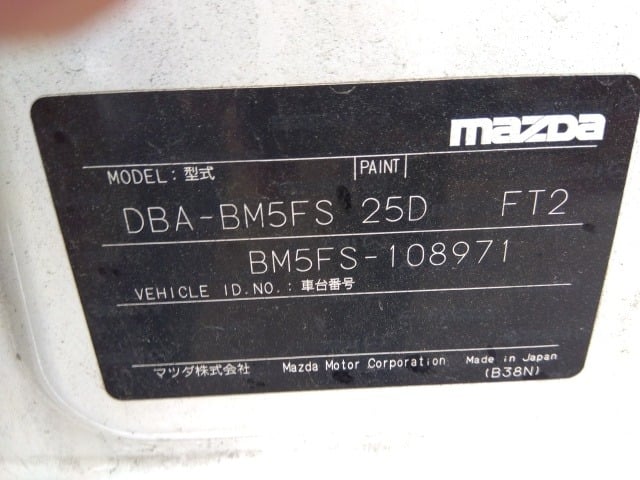 mazDa
MODEL: 型式 PAINT
DBA-BM5FS 25D FT2
BM5FS-108971
VEHICLE ID.NO.: 車台番号
マツダ株式会社 Mazda Motor Corporation Made in Japan
(B38N)